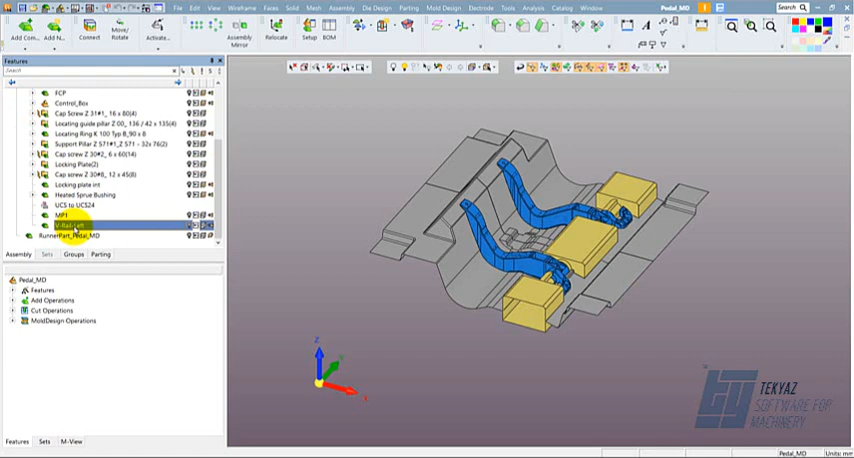 File Edit View Wireframe Faces Solid Mesh Assembly Die Design Parting Mold Design Electrode Tools Analysis Catalog Window Pedal_MD Search
Add Com... Add N... Connect Move/ Rotate Activate... Assembly Mirror Relocate Setup BOM
Features
Search
FCP
Control_Box
Cap Screw Z 31#1_ 16 x 80(4)
Locating guide pillar Z 00_ 136 / 42 x 135(4)
Locating Ring K 100 Typ B_90 x 8
Support Pillar Z 571#1_Z 571 - 32x 76(2)
Cap screw Z 30#2_ 6 x 60(14)
Locking Plate(2)
Cap screw Z 30#8_ 12 x 45(8)
Locking plate int
Heated Sprue Bushing
UCS to UCS24
MP1
RunnerPart_Pedal_MD
Assembly Sets Groups Parting
Pedal_MD
Features
Add Operations
Cut Operations
MoldDesign Operations
Z
X
TEKYAZ
SOFTWARE FOR
MACHINERY
Features Sets M-View
Pedal_MD Units: mm